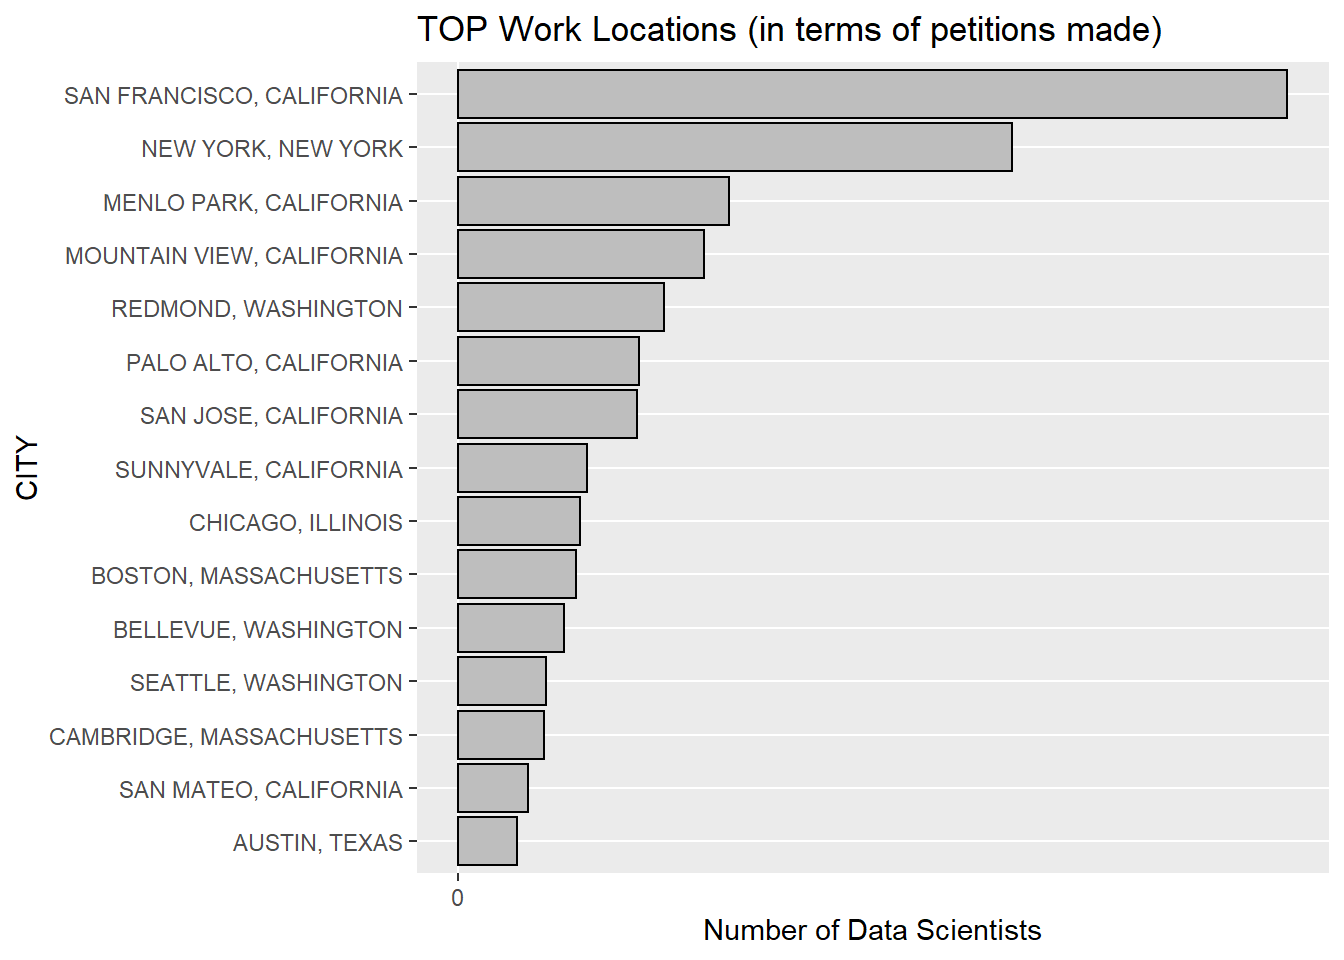 TOP Work Locations (in terms of petitions made)
SAN FRANCISCO, CALIFORNIA
NEW YORK, NEW YORK
MENLO PARK, CALIFORNIA
MOUNTAIN VIEW, CALIFORNIA
REDMOND, WASHINGTON
PALO ALTO, CALIFORNIA
SAN JOSE, CALIFORNIA
SUNNYVALE, CALIFORNIA
CHICAGO, ILLINOIS
BOSTON, MASSACHUSETTS
BELLEVUE, WASHINGTON
SEATTLE, WASHINGTON
CAMBRIDGE, MASSACHUSETTS
SAN MATEO, CALIFORNIA
AUSTIN, TEXAS
CITY
0
Number of Data Scientists